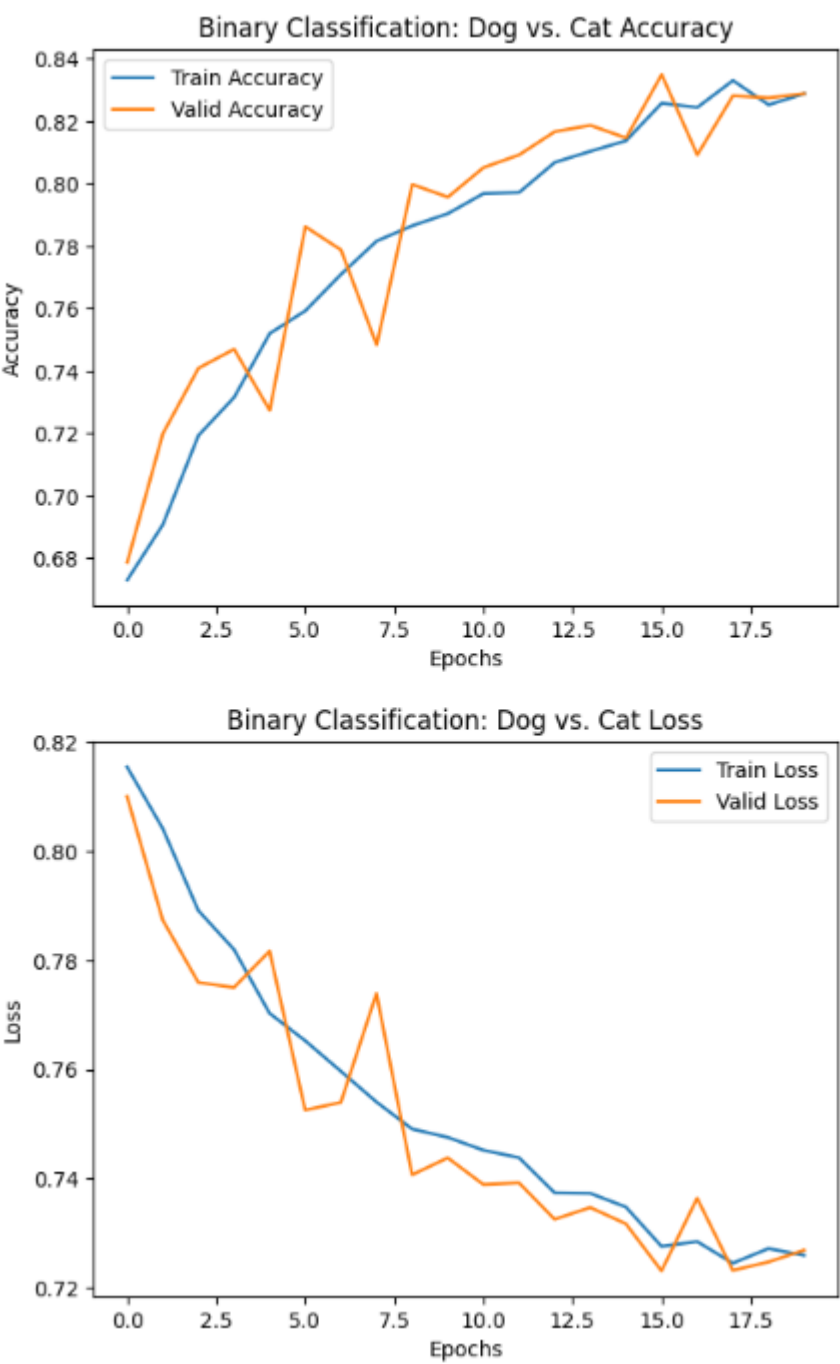 Binary Classification: Dog vs. Cat Accuracy
Train Accuracy
Valid Accuracy
0.84
0.82
0.80
0.78
0.76
0.74
0.72
0.70
0.68
Accuracy
0.0 2.5 5.0 7.5 10.0 12.5 15.0 17.5
Epochs
Binary Classification: Dog vs. Cat Loss
Train Loss
Valid Loss
0.82
0.80
0.78
0.76
0.74
0.72
Loss
0.0 2.5 5.0 7.5 10.0 12.5 15.0 17.5
Epochs